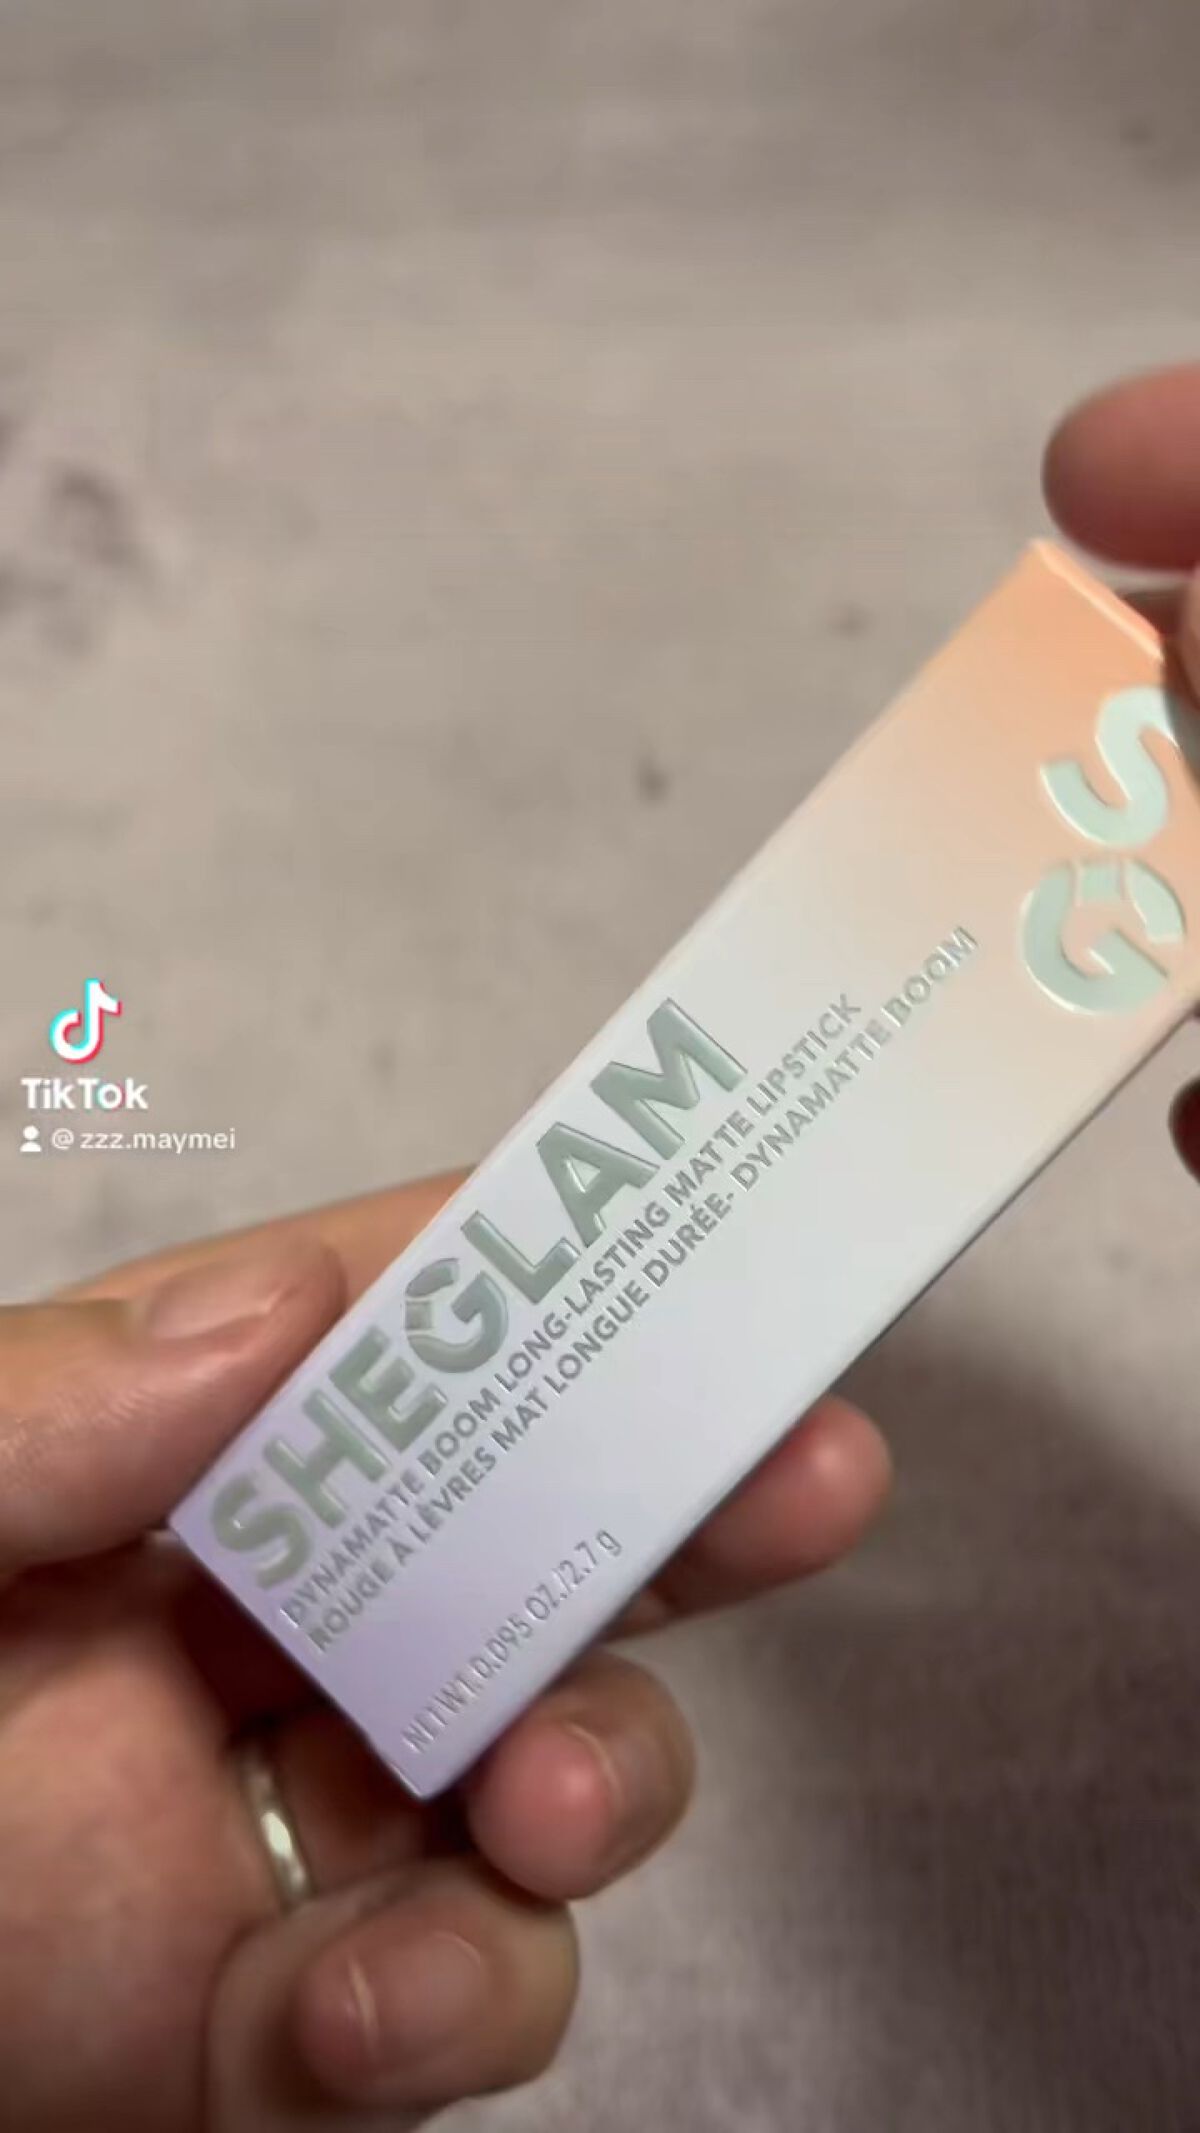 SG
SHEGLAM
DYNAMATTE BOOM LONG-LASTING MATTE LIPSTICK
ROUGE À LÈVRES MAT LONGUE DURÉE- DYNAMATTE BOOM
NET WT. 0.095 OZ./2.7 g
TikTok
@zzz.maymei